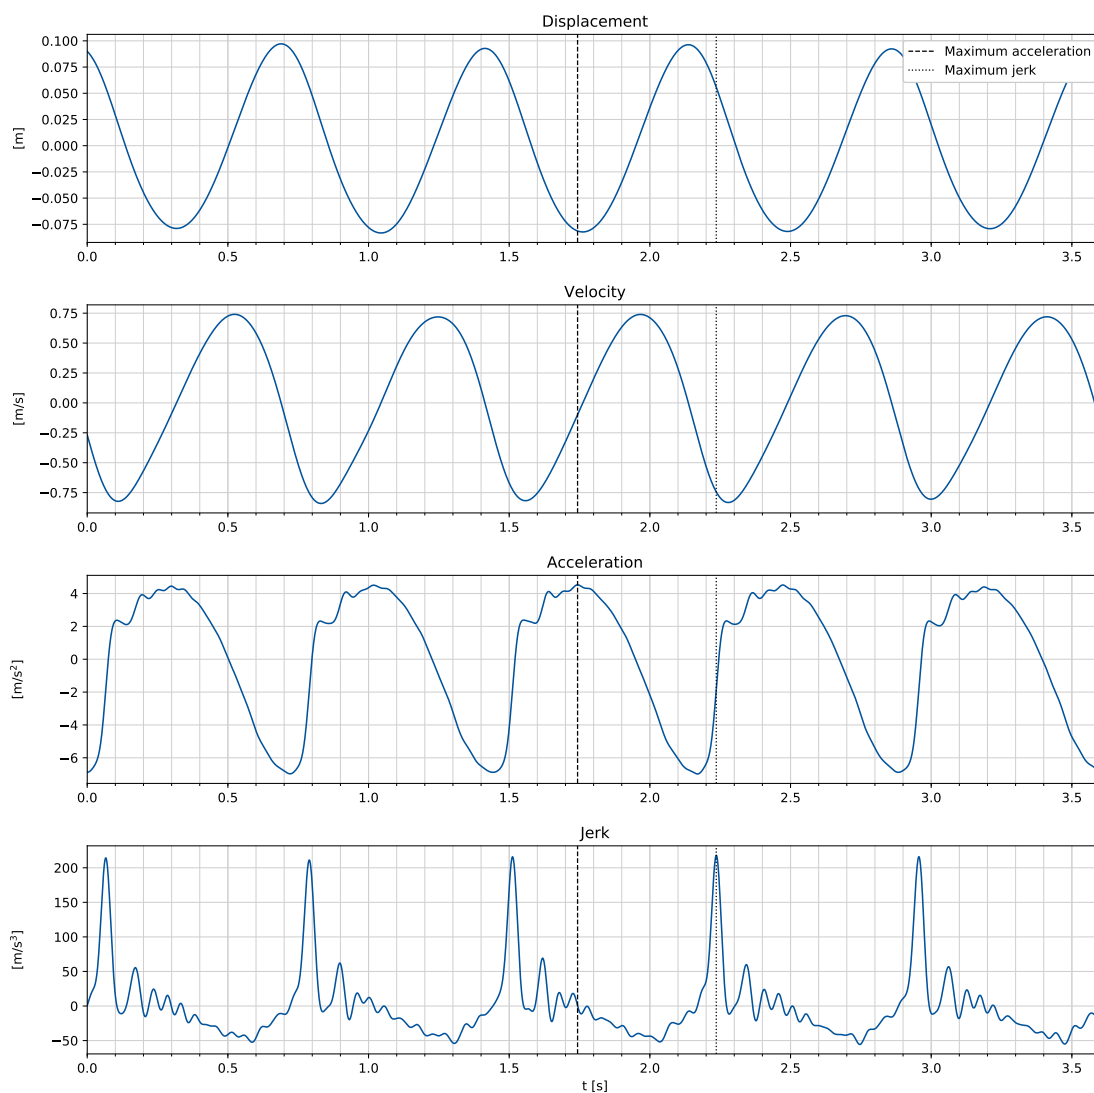 Displacement
0.100
0.075
0.050
0.025
0.000
−0.025
−0.050
−0.075
[m]
Maximum acceleration
Maximum jerk
0.0 0.5 1.0 1.5 2.0 2.5 3.0 3.5
Velocity
0.75
0.50
0.25
0.00
−0.25
−0.50
−0.75
[m/s]
0.0 0.5 1.0 1.5 2.0 2.5 3.0 3.5
Acceleration
4
2
0
−2
−4
−6
[m/s²]
0.0 0.5 1.0 1.5 2.0 2.5 3.0 3.5
Jerk
200
150
100
50
0
−50
[m/s³]
0.0 0.5 1.0 1.5 2.0 2.5 3.0 3.5
t [s]